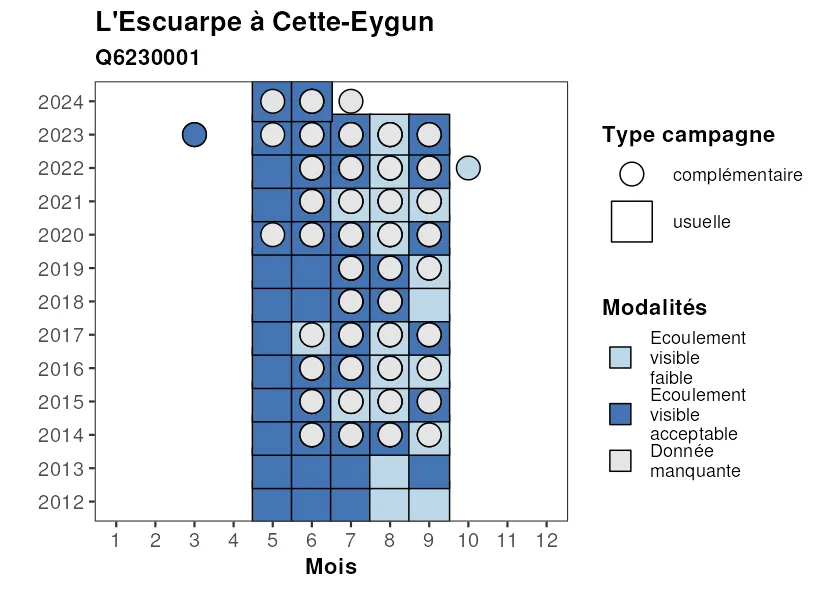 L'Escuarpe à Cette-Eygun
Q6230001
2024
2023
2022
2021
2020
2019
2018
2017
2016
2015
2014
2013
2012
1 2 3 4 5 6 7 8 9 10 11 12
Mois
Type campagne
complémentaire
usuelle
Modalités
Ecoulement
visible
faible
Ecoulement
visible
acceptable
Donnée
manquante